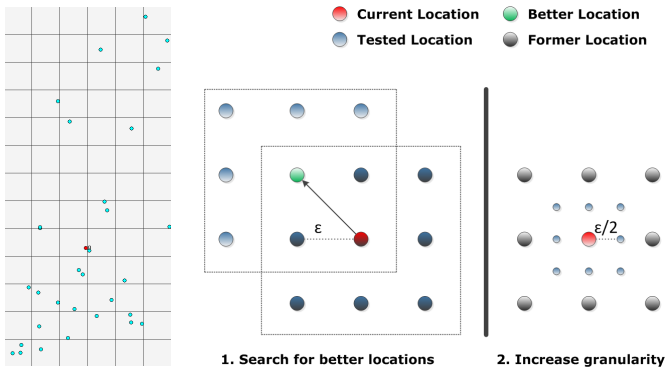 Current Location
Better Location
Tested Location
Former Location
ε
ε/2
1. Search for better locations
2. Increase granularity